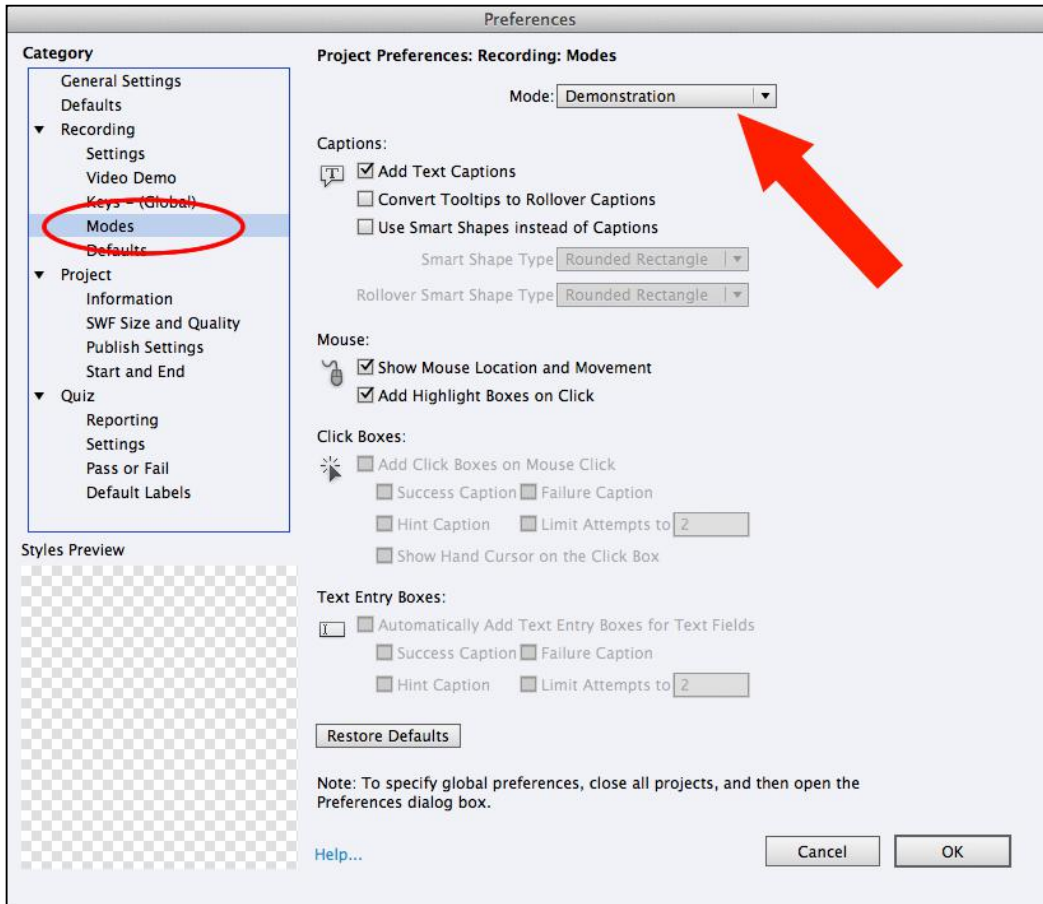 Preferences
Category
General Settings
Defaults
Recording
Settings
Video Demo
Keys - (Global)
Modes
Defaults
Project
Information
SWF Size and Quality
Publish Settings
Start and End
Quiz
Reporting
Settings
Pass or Fail
Default Labels
Styles Preview
Project Preferences: Recording: Modes
Mode: Demonstration
Captions:
T Add Text Captions
Convert Tooltips to Rollover Captions
Use Smart Shapes instead of Captions
Smart Shape Type Rounded Rectangle
Rollover Smart Shape Type Rounded Rectangle
Mouse:
Show Mouse Location and Movement
Add Highlight Boxes on Click
Click Boxes:
Add Click Boxes on Mouse Click
Success Caption Failure Caption
Hint Caption Limit Attempts to 2
Show Hand Cursor on the Click Box
Text Entry Boxes:
Automatically Add Text Entry Boxes for Text Fields
Success Caption Failure Caption
Hint Caption Limit Attempts to 2
Restore Defaults
Note: To specify global preferences, close all projects, and then open the
Preferences dialog box.
Help...
Cancel
OK